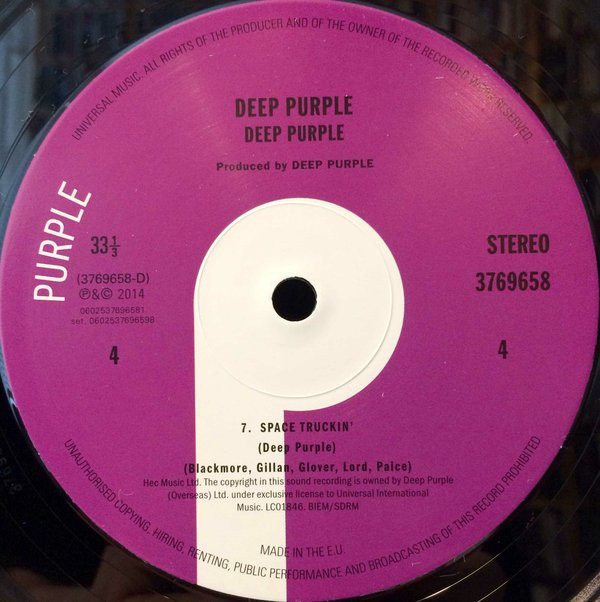 UNIVERSAL MUSIC. ALL RIGHTS OF THE PRODUCER AND OF THE OWNER OF THE RECORDED WORK RESERVED.
DEEP PURPLE
DEEP PURPLE
Produced by DEEP PURPLE
PURPLE
33 1/3
(3769658-D)
℗&© 2014
0602537696581
set. 0602537696598
4
STEREO
3769658
4
7. SPACE TRUCKIN'
(Deep Purple)
(Blackmore, Gillan, Glover, Lord, Paice)
Hec Music Ltd. The copyright in this sound recording is owned by Deep Purple
(Overseas) Ltd. under exclusive license to Universal International
Music. LC01846. BIEM/SDRM
MADE IN THE E.U.
UNAUTHORISED COPYING, HIRING, RENTING, PUBLIC PERFORMANCE AND BROADCASTING OF THIS RECORD PROHIBITED.